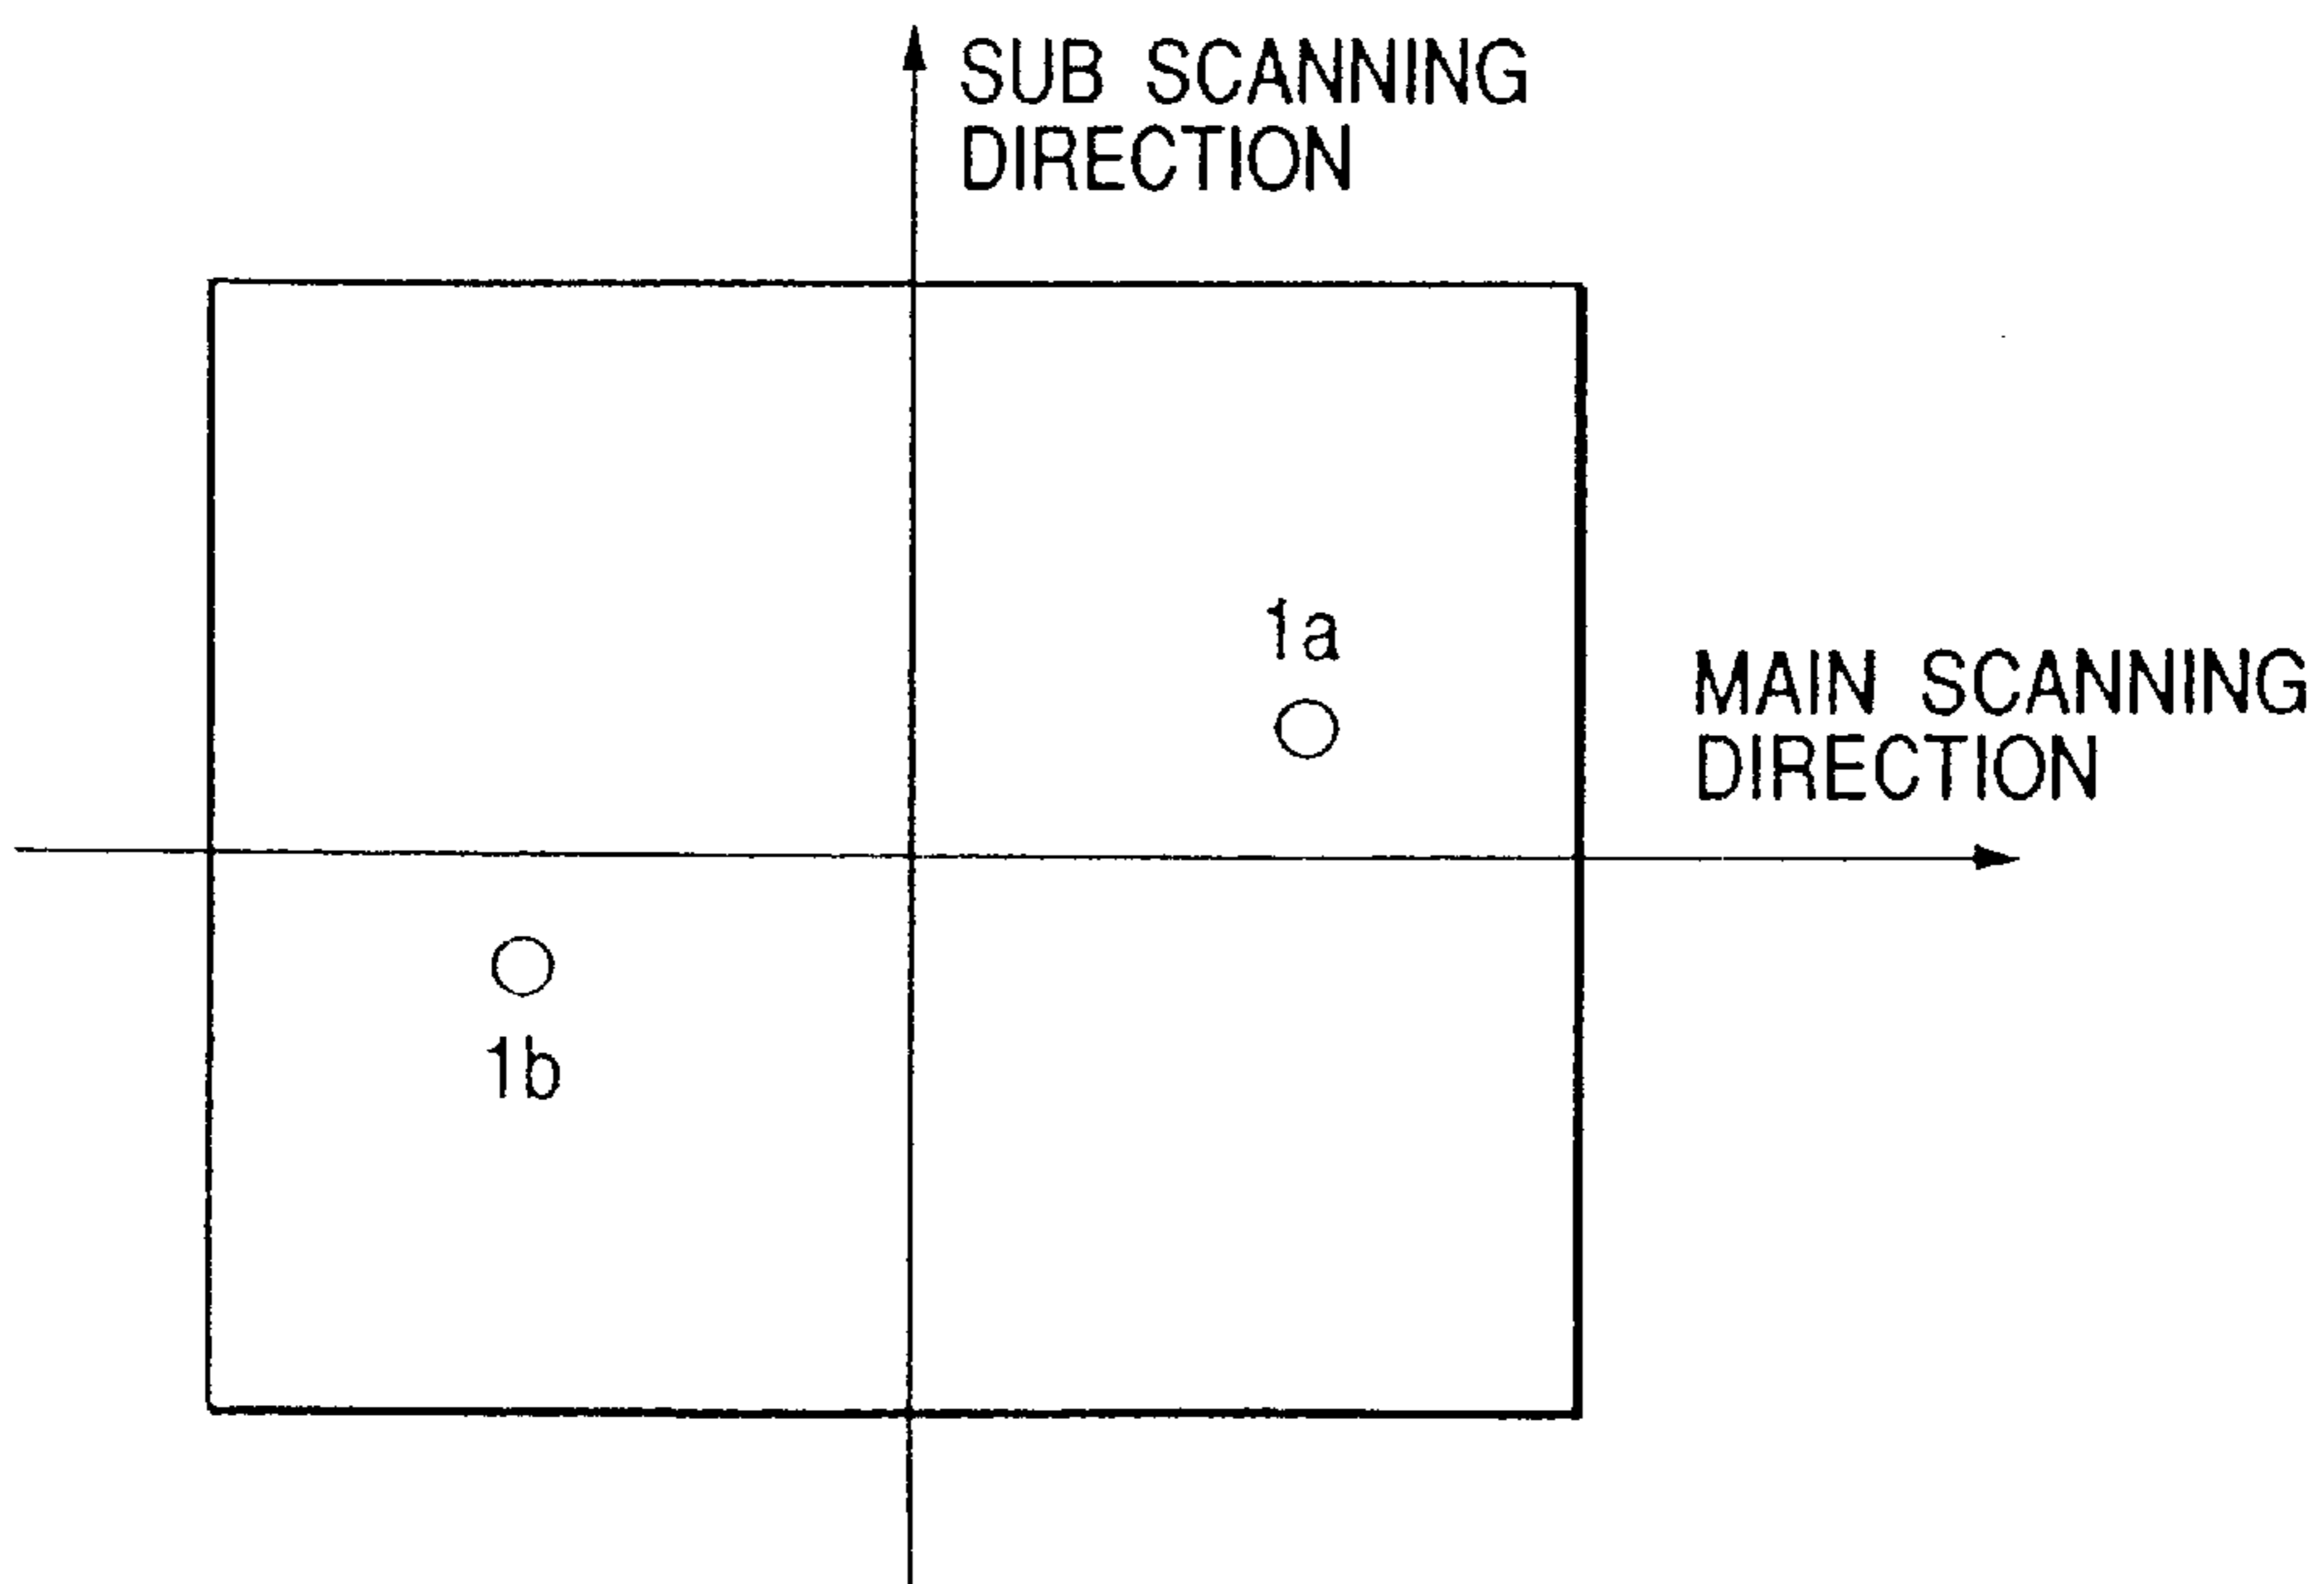 SUB SCANNING
DIRECTION
1a
MAIN SCANNING
DIRECTION
1b